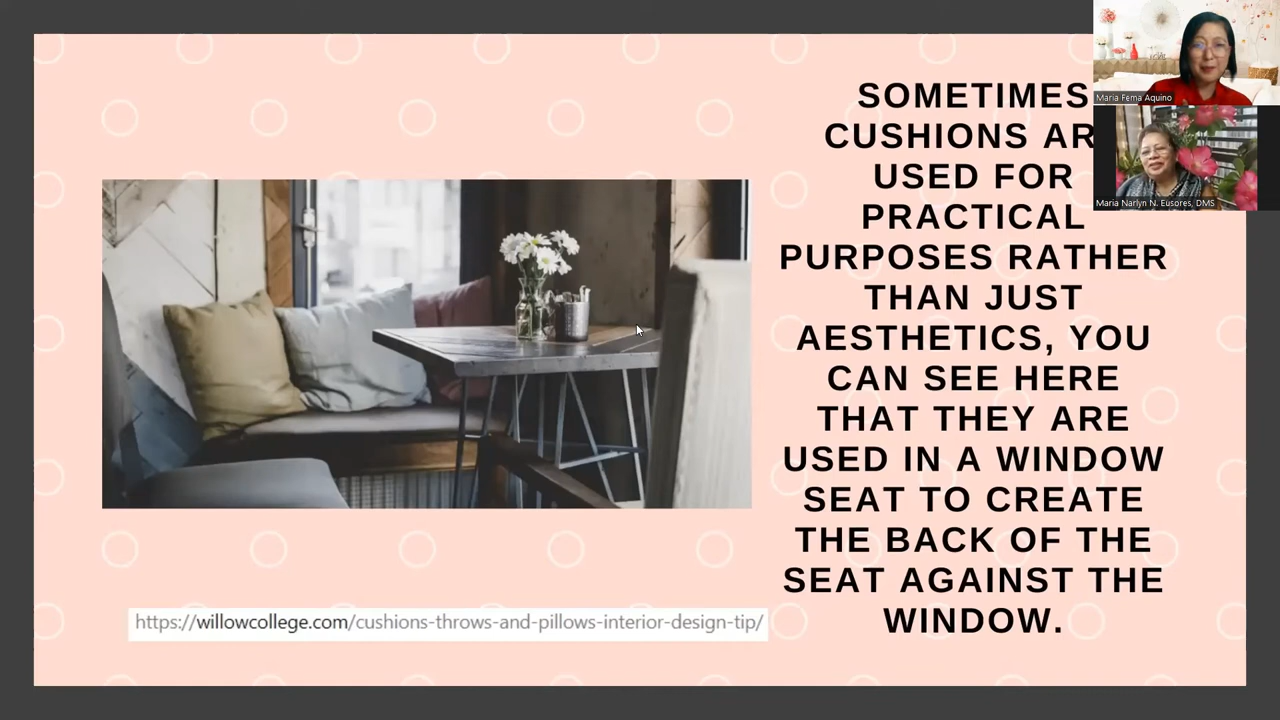 SOMETIMES
CUSHIONS AR
USED FOR
PRACTICAL
PURPOSES RATHER
THAN JUST
AESTHETICS, YOU
CAN SEE HERE
THAT THEY ARE
USED IN A WINDOW
SEAT TO CREATE
THE BACK OF THE
SEAT AGAINST THE
WINDOW.
https://willowcollege.com/cushions-throws-and-pillows-interior-design-tip/
Maria Fema Aquino
Maria Narlyn N. Eusores, DMS